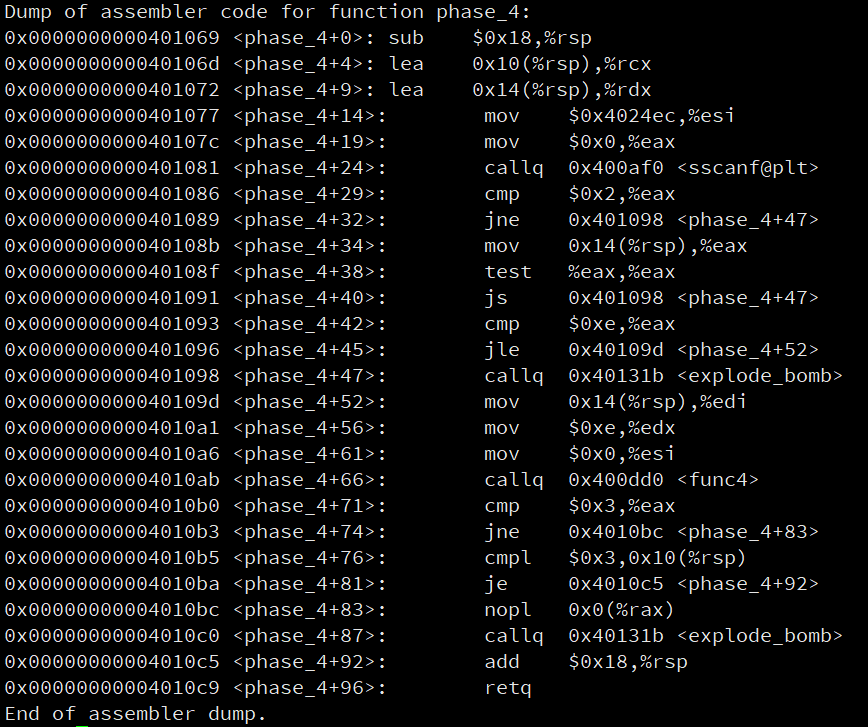 Dump of assembler code for function phase_4:
0x0000000000401069 <phase_4+0>: sub    $0x18,%rsp
0x000000000040106d <phase_4+4>: lea    0x10(%rsp),%rcx
0x0000000000401072 <phase_4+9>: lea    0x14(%rsp),%rdx
0x0000000000401077 <phase_4+14>:        mov    $0x4024ec,%esi
0x000000000040107c <phase_4+19>:        mov    $0x0,%eax
0x0000000000401081 <phase_4+24>:        callq  0x400af0 <sscanf@plt>
0x0000000000401086 <phase_4+29>:        cmp    $0x2,%eax
0x0000000000401089 <phase_4+32>:        jne    0x401098 <phase_4+47>
0x000000000040108b <phase_4+34>:        mov    0x14(%rsp),%eax
0x000000000040108f <phase_4+38>:        test   %eax,%eax
0x0000000000401091 <phase_4+40>:        js     0x401098 <phase_4+47>
0x0000000000401093 <phase_4+42>:        cmp    $0xe,%eax
0x0000000000401096 <phase_4+45>:        jle    0x40109d <phase_4+52>
0x0000000000401098 <phase_4+47>:        callq  0x40131b <explode_bomb>
0x000000000040109d <phase_4+52>:        mov    0x14(%rsp),%edi
0x00000000004010a1 <phase_4+56>:        mov    $0xe,%edx
0x00000000004010a6 <phase_4+61>:        mov    $0x0,%esi
0x00000000004010ab <phase_4+66>:        callq  0x400dd0 <func4>
0x00000000004010b0 <phase_4+71>:        cmp    $0x3,%eax
0x00000000004010b3 <phase_4+74>:        jne    0x4010bc <phase_4+83>
0x00000000004010b5 <phase_4+76>:        cmpl   $0x3,0x10(%rsp)
0x00000000004010ba <phase_4+81>:        je     0x4010c5 <phase_4+92>
0x00000000004010bc <phase_4+83>:        nopl   0x0(%rax)
0x00000000004010c0 <phase_4+87>:        callq  0x40131b <explode_bomb>
0x00000000004010c5 <phase_4+92>:        add    $0x18,%rsp
0x00000000004010c9 <phase_4+96>:        retq
End of assembler dump.